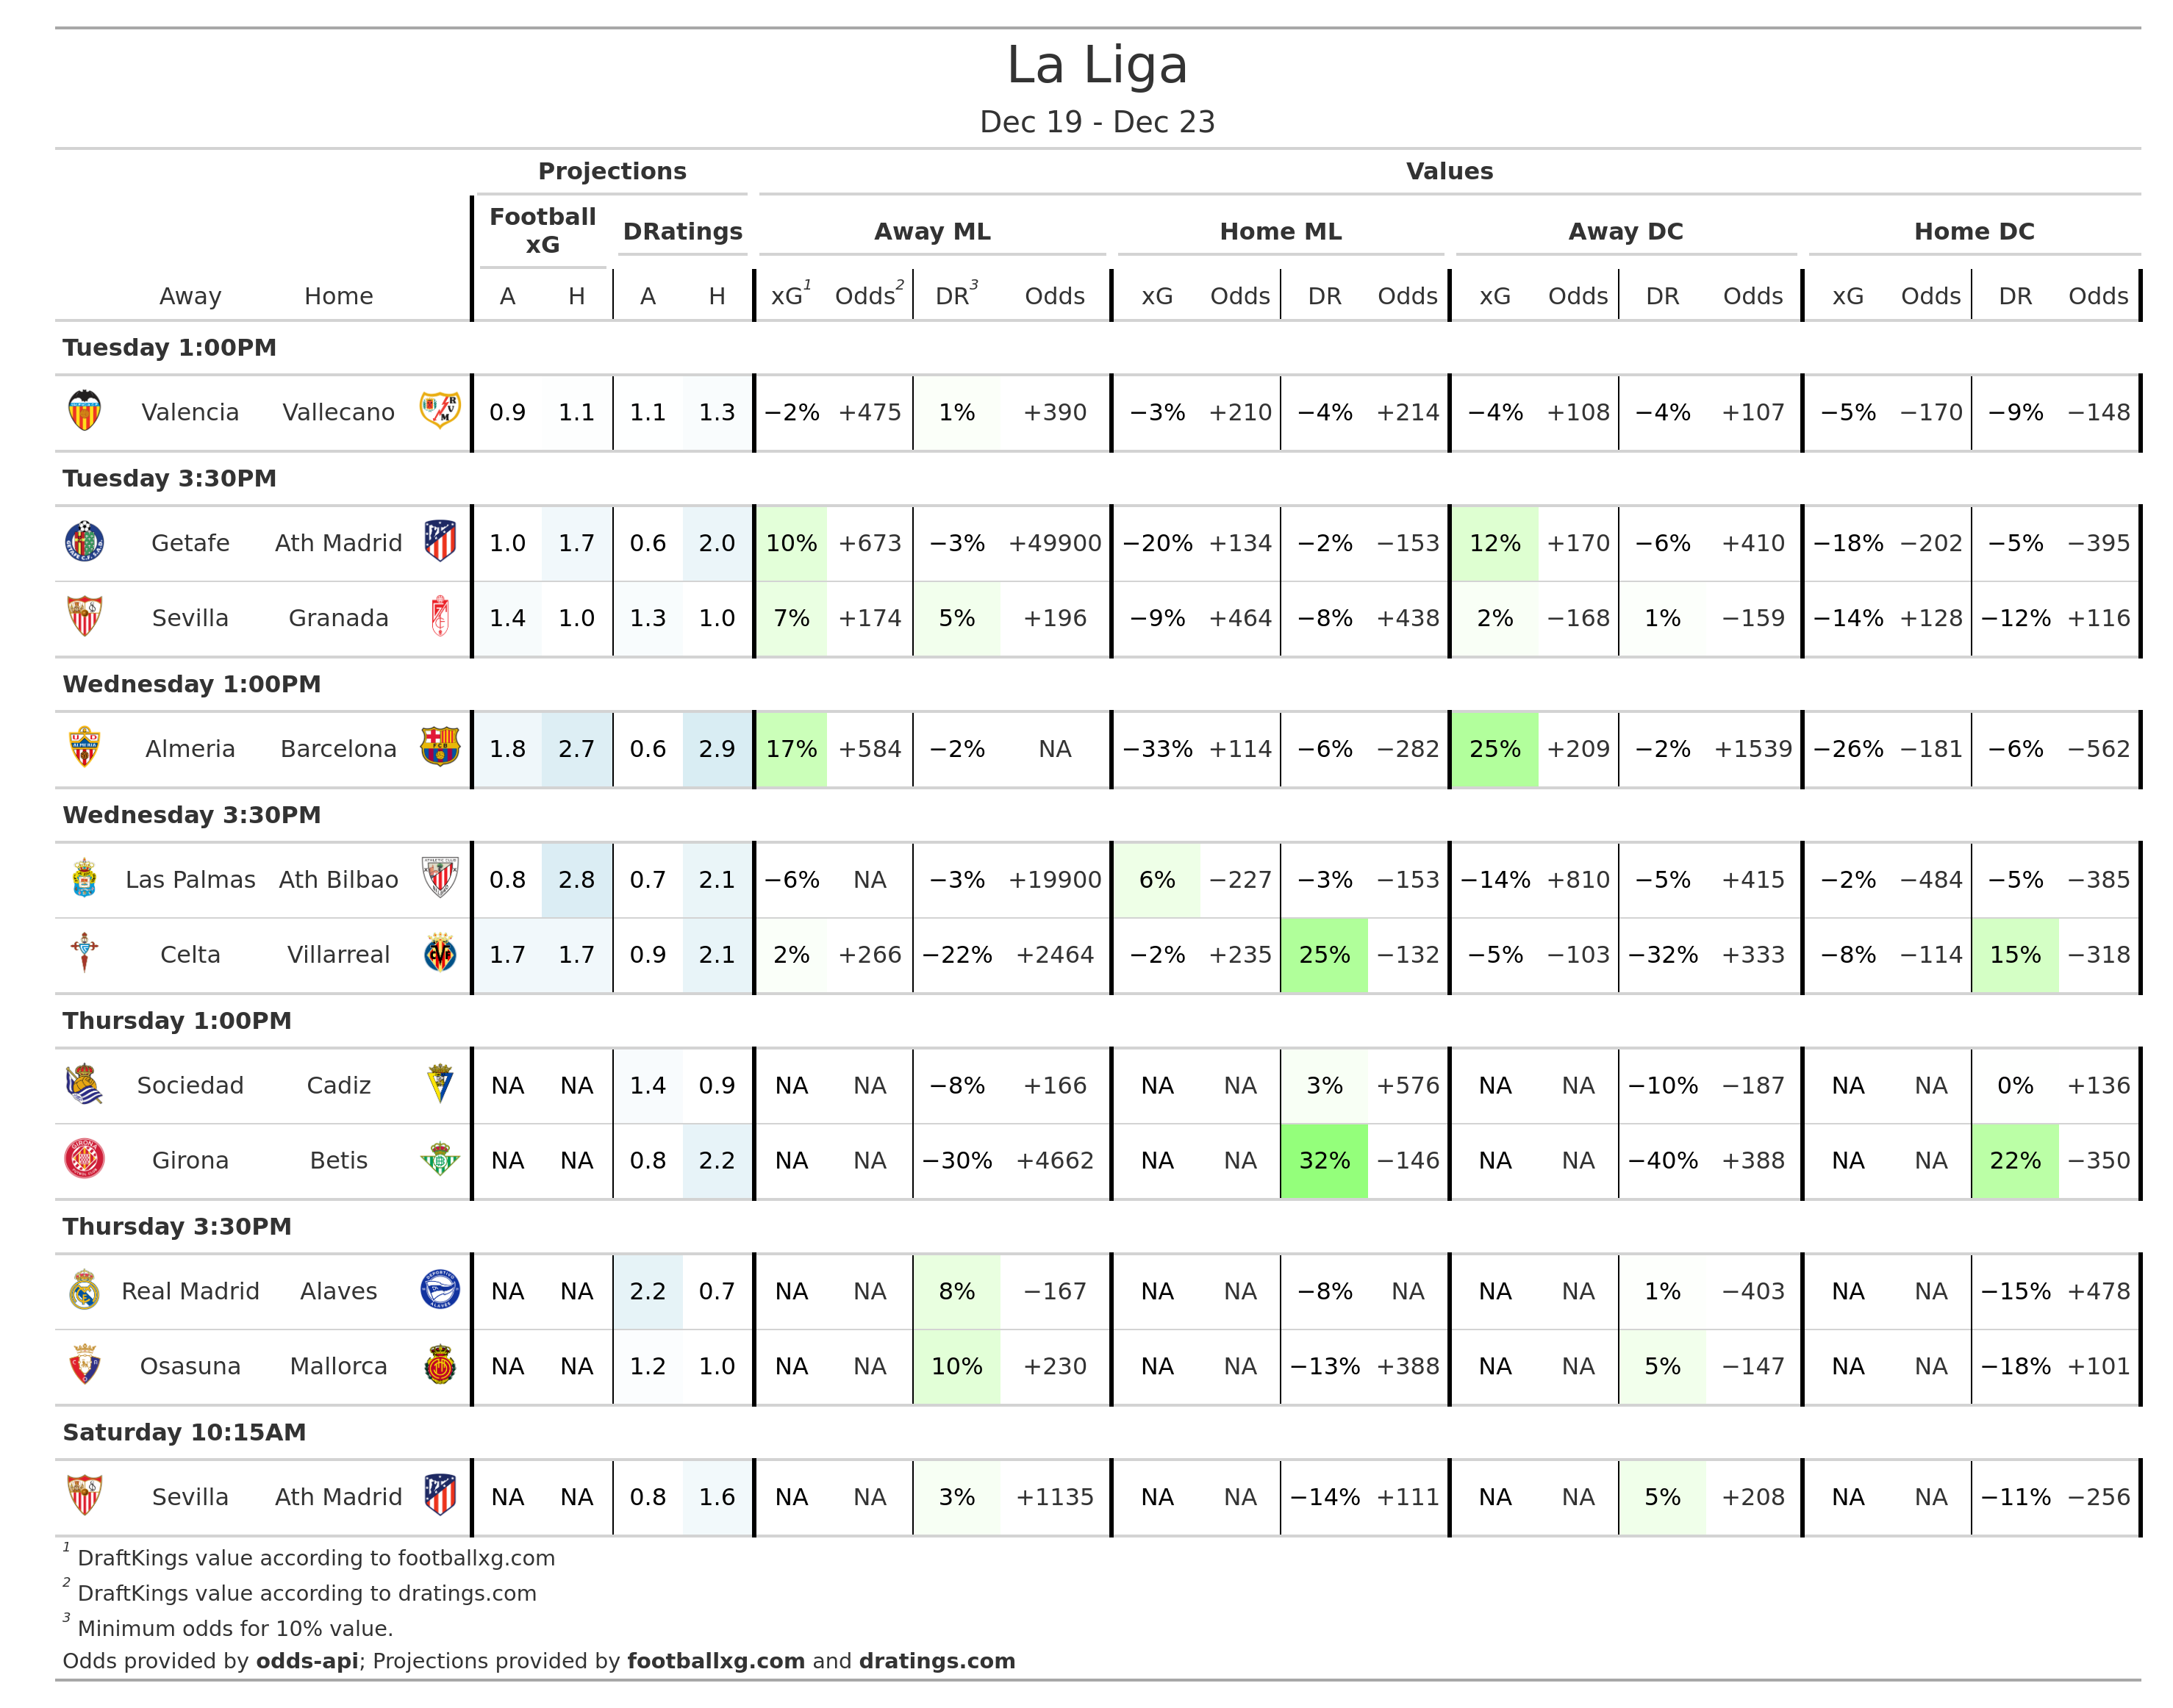 La Liga
Dec 19 - Dec 23
Projections Values
Football xG DRatings Away ML Home ML Away DC Home DC
Away Home A H A H xG1 Odds2 DR3 Odds xG Odds DR Odds xG Odds DR Odds xG Odds DR Odds
Tuesday 1:00PM
Valencia Vallecano 0.9 1.1 1.1 1.3 −2% +475 1% +390 −3% +210 −4% +214 −4% +108 −4% +107 −5% −170 −9% −148
Tuesday 3:30PM
Getafe Ath Madrid 1.0 1.7 0.6 2.0 10% +673 −3% +49900 −20% +134 −2% −153 12% +170 −6% +410 −18% −202 −5% −395
Sevilla Granada 1.4 1.0 1.3 1.0 7% +174 5% +196 −9% +464 −8% +438 2% −168 1% −159 −14% +128 −12% +116
Wednesday 1:00PM
Almeria Barcelona 1.8 2.7 0.6 2.9 17% +584 −2% NA −33% +114 −6% −282 25% +209 −2% +1539 −26% −181 −6% −562
Wednesday 3:30PM
Las Palmas Ath Bilbao 0.8 2.8 0.7 2.1 −6% NA −3% +19900 6% −227 −3% −153 −14% +810 −5% +415 −2% −484 −5% −385
Celta Villarreal 1.7 1.7 0.9 2.1 2% +266 −22% +2464 −2% +235 25% −132 −5% −103 −32% +333 −8% −114 15% −318
Thursday 1:00PM
Sociedad Cadiz NA NA 1.4 0.9 NA NA −8% +166 NA NA 3% +576 NA NA −10% −187 NA NA 0% +136
Girona Betis NA NA 0.8 2.2 NA NA −30% +4662 NA NA 32% −146 NA NA −40% +388 NA NA 22% −350
Thursday 3:30PM
Real Madrid Alaves NA NA 2.2 0.7 NA NA 8% −167 NA NA −8% NA NA NA 1% −403 NA NA −15% +478
Osasuna Mallorca NA NA 1.2 1.0 NA NA 10% +230 NA NA −13% +388 NA NA 5% −147 NA NA −18% +101
Saturday 10:15AM
Sevilla Ath Madrid NA NA 0.8 1.6 NA NA 3% +1135 NA NA −14% +111 NA NA 5% +208 NA NA −11% −256
1 DraftKings value according to footballxg.com
2 DraftKings value according to dratings.com
3 Minimum odds for 10% value.
Odds provided by odds-api; Projections provided by footballxg.com and dratings.com